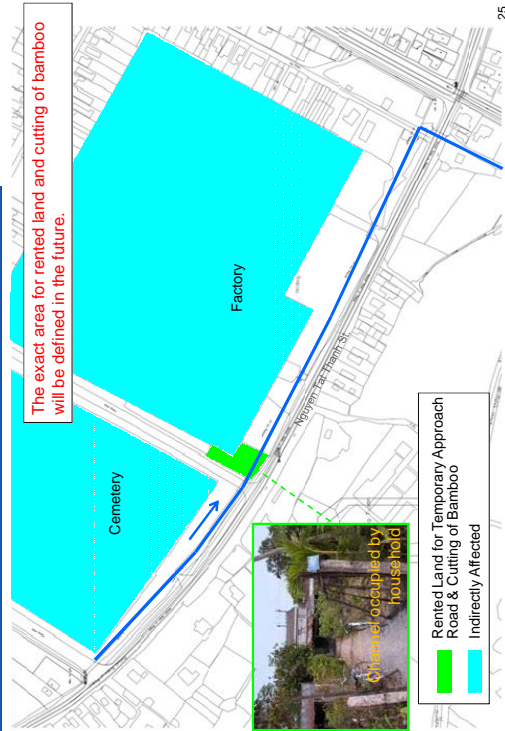 The exact area for rented land and cutting of bamboo
will be defined in the future.
Cemetery
Factory
Nguyen Tat Thanh St.
Channel occupied by
household
Rented Land for Temporary Approach
Road & Cutting of Bamboo
Indirectly Affected
25